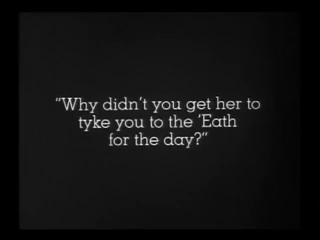 "Why didn't you get her to
tyke you to the 'Eath
for the day?"